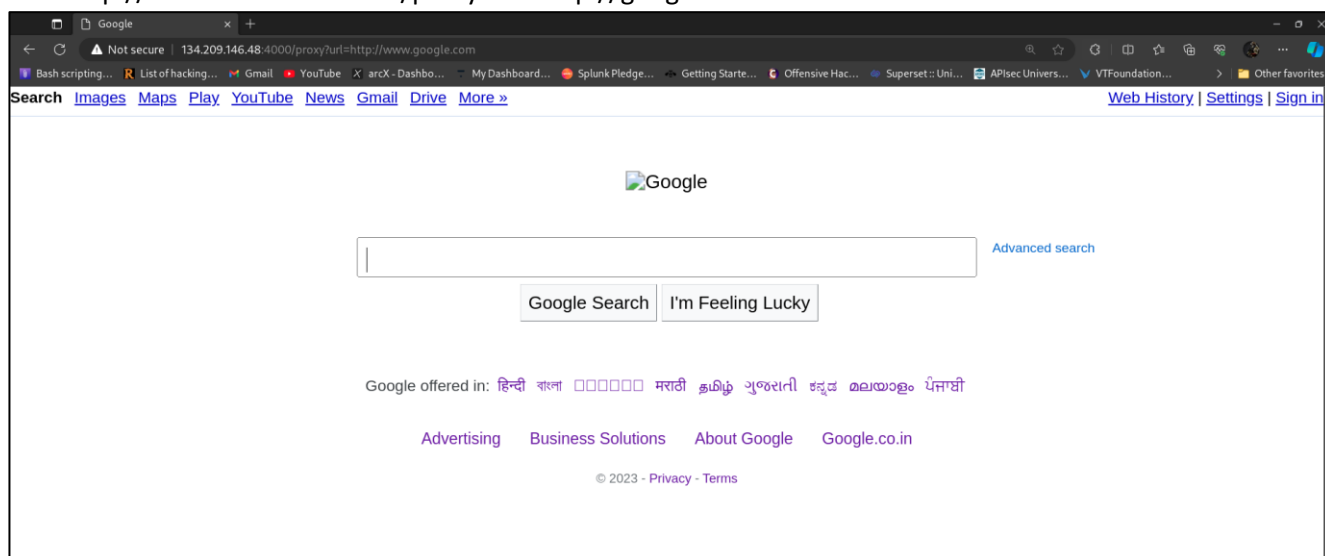 Google
Not secure | 134.209.146.48:4000/proxy?url=http://www.google.com
Bash scripting... List of hacking... Gmail YouTube arcX - Dashbo... My Dashboard... Splunk Pledge... Getting Starte... Offensive Hac... Superset :: Uni... APIsec Univers... VTFoundation... Other favorites
Search Images Maps Play YouTube News Gmail Drive More » Web History | Settings | Sign in
Google
Advanced search
Google Search I'm Feeling Lucky
Google offered in: हिन्दी বাংলা □□□□□□ मराठी தமிழ் ગુજરાતી ಕನ್ನಡ മലയാളം ਪੰਜਾਬੀ
Advertising Business Solutions About Google Google.co.in
© 2023 - Privacy - Terms